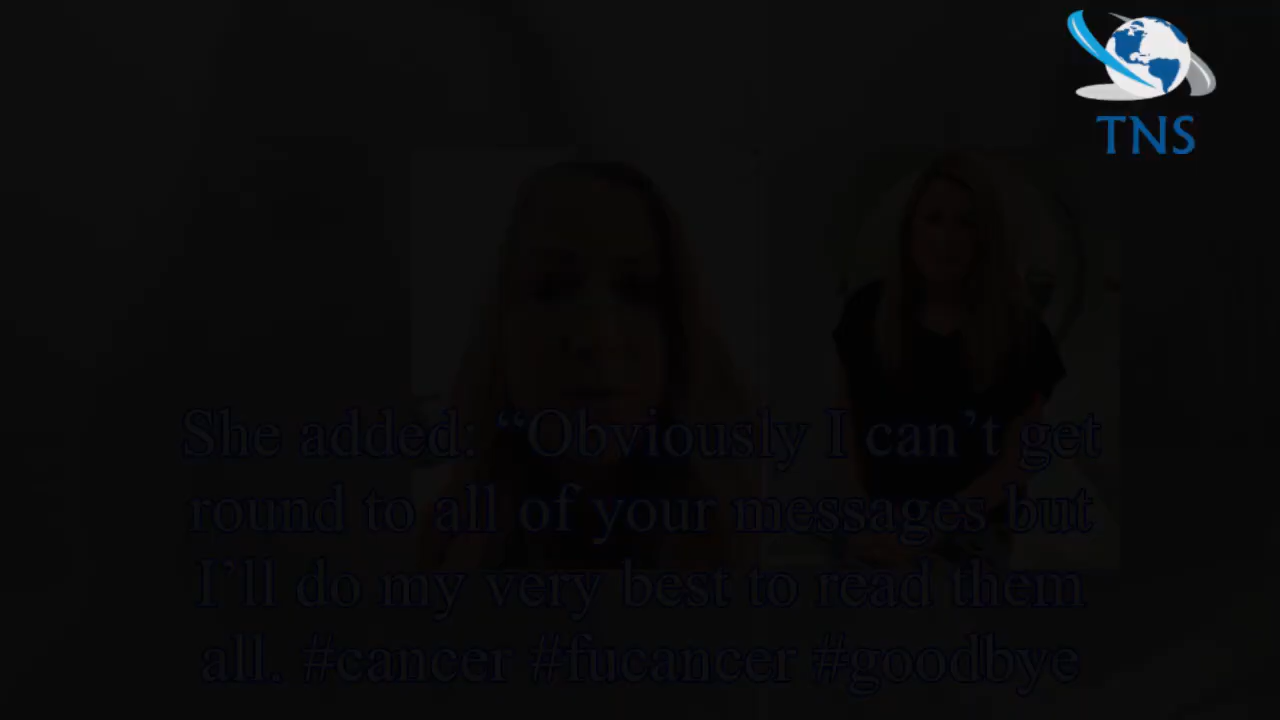 TNS
She added: “Obviously I can’t get
round to all of your messages but
I’ll do my very best to read them
all. #cancer #fucancer #goodbye